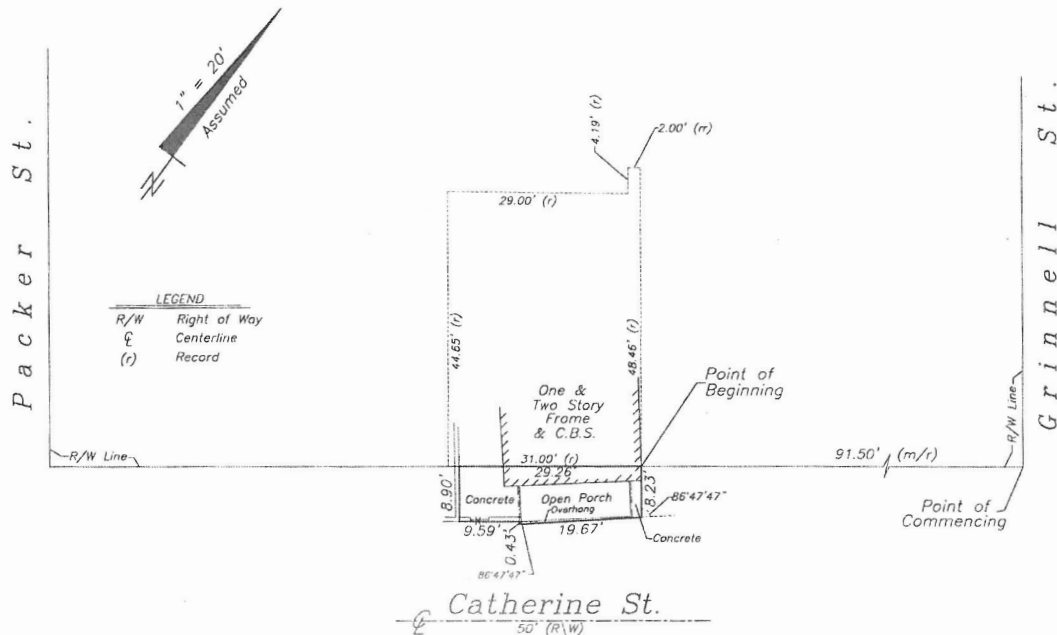 1" = 20'
Assumed
N
Packer St.
Grinnell St.
4.19' (r)
2.00' (rr)
29.00' (r)
LEGEND
R/W Right of Way
℄ Centerline
(r) Record
44.65' (r)
48.46' (r)
One &
Two Story
Frame
& C.B.S.
Point of
Beginning
R/W Line
R/W Line
31.00' (r)
29.26'
91.50' (m/r)
Point of
Commencing
8.90'
Concrete
Open Porch
Overhang
8.23'
86°47'47"
9.59'
0.43'
19.67'
Concrete
86°47'47"
℄ Catherine St.
50' (R\W)